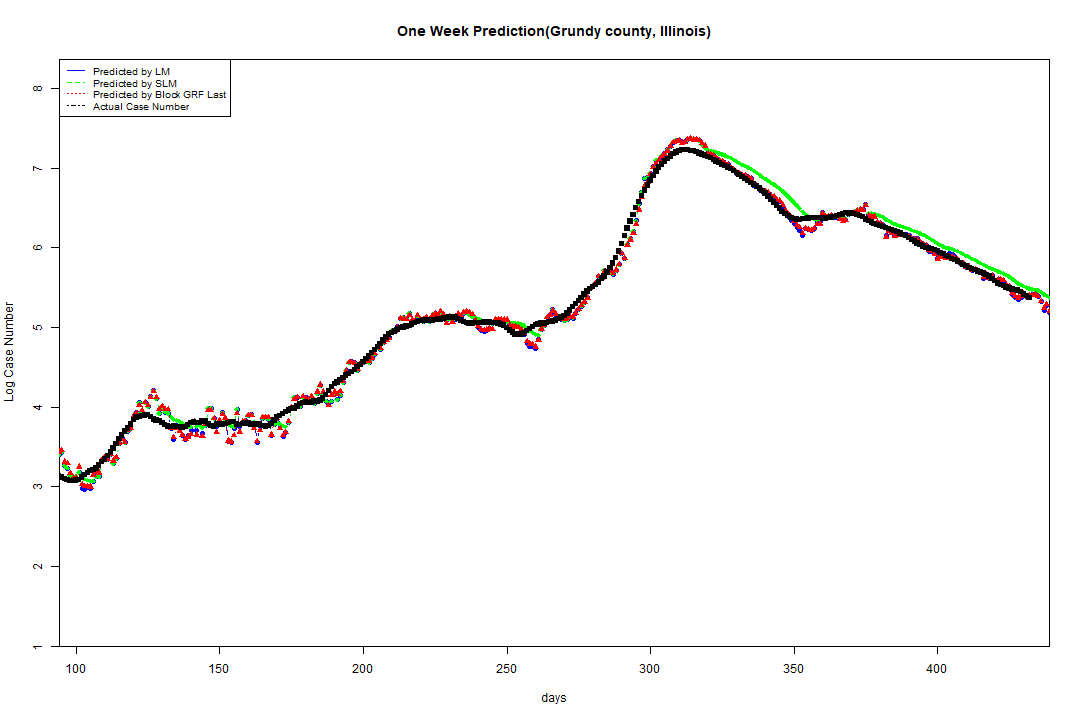 One Week Prediction(Grundy county, Illinois)
Predicted by LM
Predicted by SLM
Predicted by Block GRF Last
Actual Case Number
8
7
6
5
4
3
2
1
Log Case Number
100 150 200 250 300 350 400
days